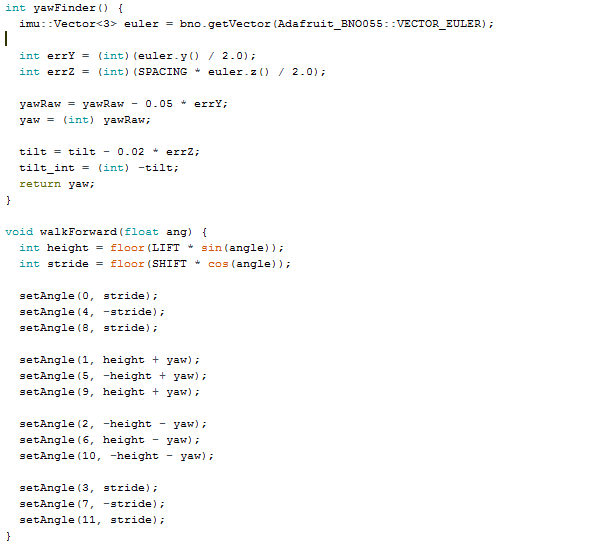 int yawFinder() {
imu::Vector<3> euler = bno.getVector(Adafruit_BNO055::VECTOR_EULER);
int errY = (int)(euler.y() / 2.0);
int errZ = (int)(SPACING * euler.z() / 2.0);
yawRaw = yawRaw - 0.05 * errY;
yaw = (int) yawRaw;
tilt = tilt - 0.02 * errZ;
tilt_int = (int) -tilt;
return yaw;
}
void walkForward(float ang) {
int height = floor(LIFT * sin(angle));
int stride = floor(SHIFT * cos(angle));
setAngle(0, stride);
setAngle(4, -stride);
setAngle(8, stride);
setAngle(1, height + yaw);
setAngle(5, -height + yaw);
setAngle(9, height + yaw);
setAngle(2, -height - yaw);
setAngle(6, height - yaw);
setAngle(10, -height - yaw);
setAngle(3, stride);
setAngle(7, -stride);
setAngle(11, stride);
}